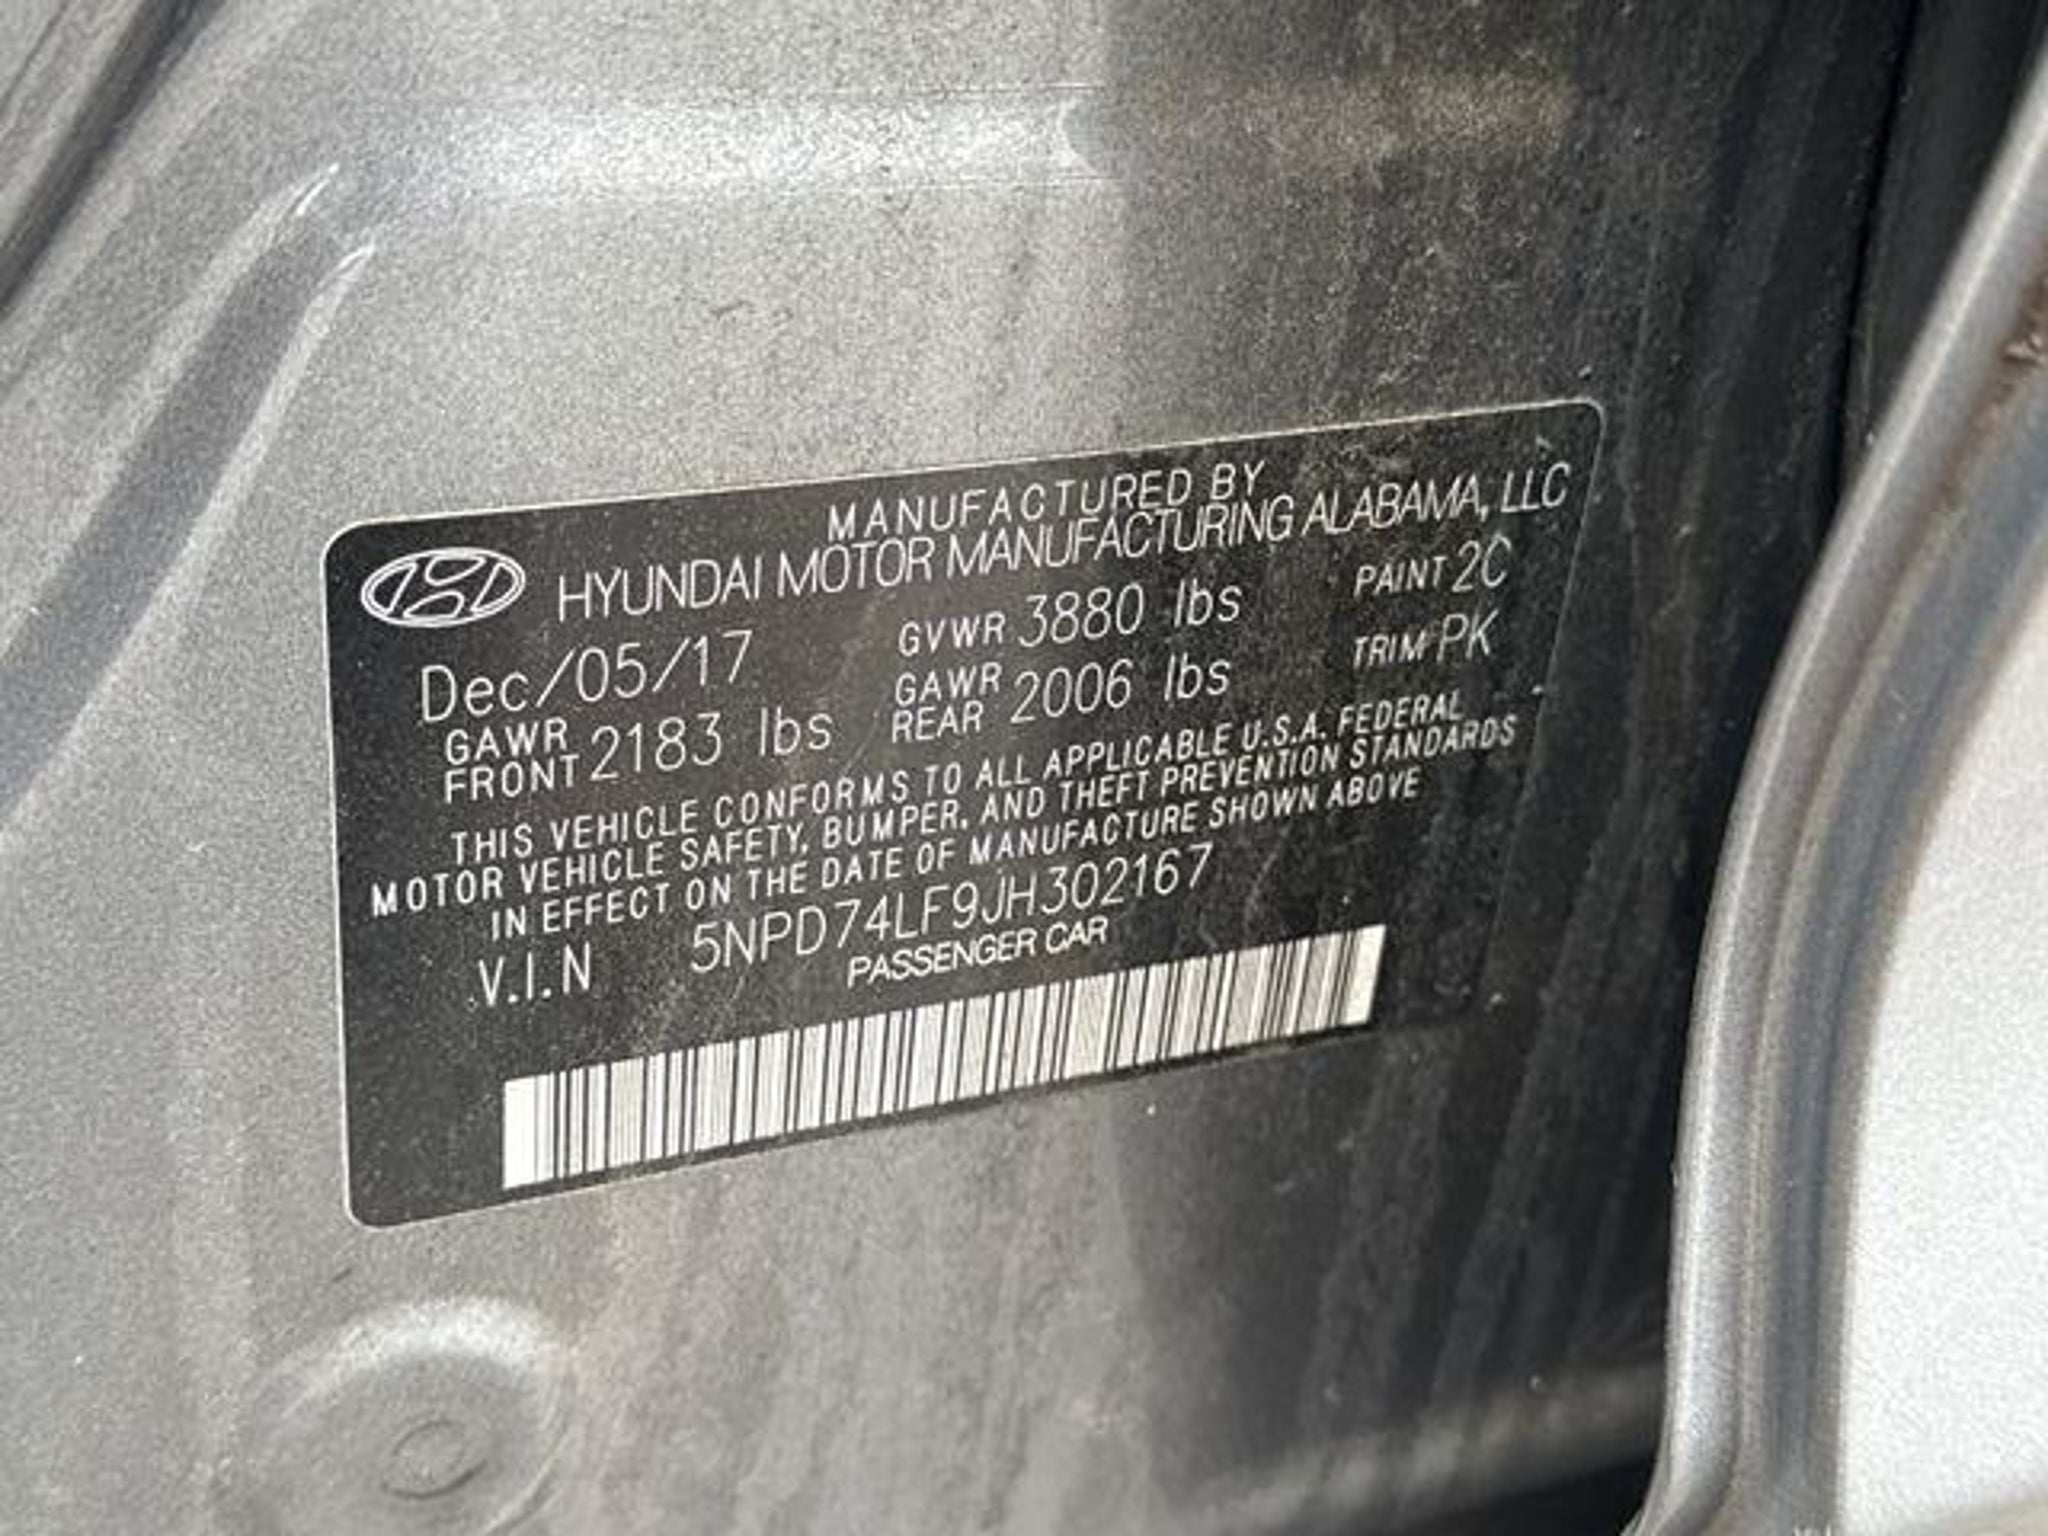 MANUFACTURED BY
HYUNDAI MOTOR MANUFACTURING ALABAMA, LLC
Dec/05/17 GVWR 3880 lbs PAINT 2C
GAWR FRONT 2183 lbs GAWR REAR 2006 lbs TRIM PK
THIS VEHICLE CONFORMS TO ALL APPLICABLE U.S.A. FEDERAL
MOTOR VEHICLE SAFETY, BUMPER, AND THEFT PREVENTION STANDARDS
IN EFFECT ON THE DATE OF MANUFACTURE SHOWN ABOVE
V.I.N 5NPD74LF9JH302167
PASSENGER CAR